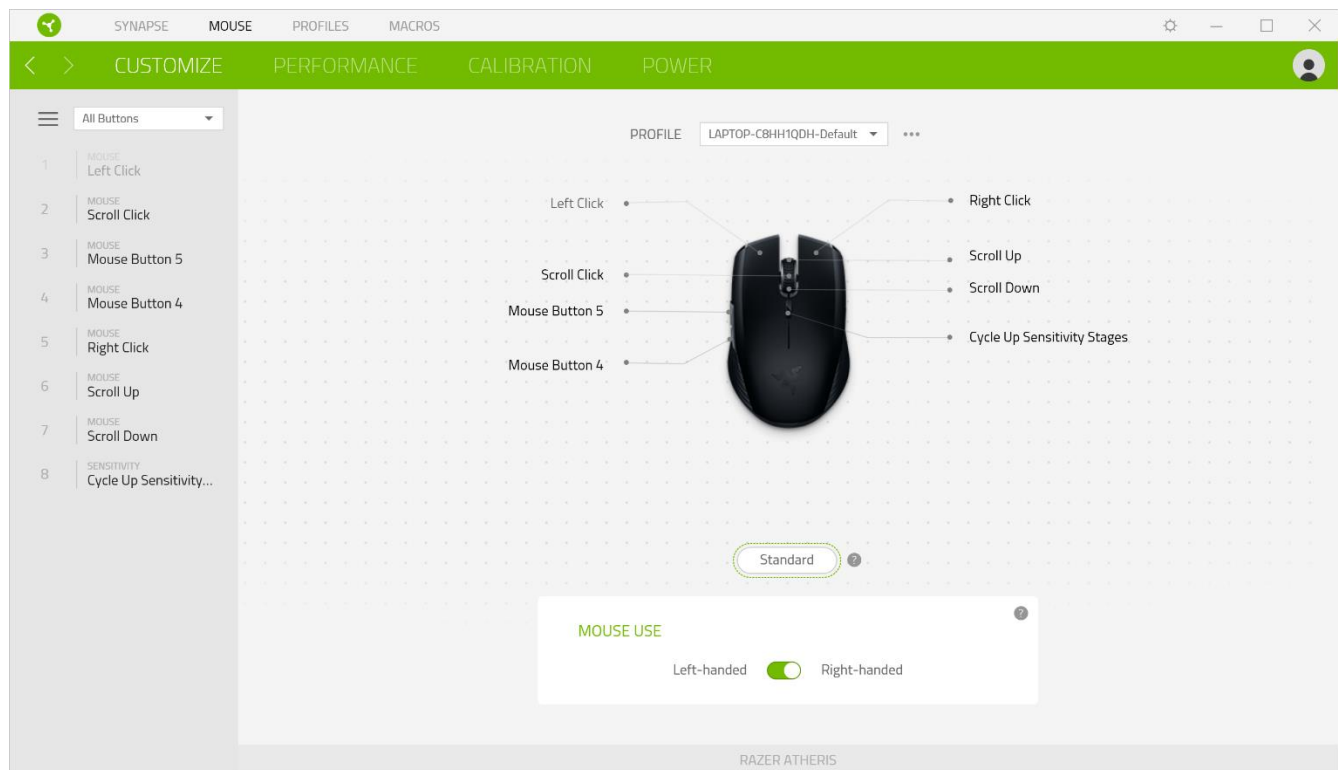 SYNAPSE MOUSE PROFILES MACROS
CUSTOMIZE PERFORMANCE CALIBRATION POWER
All Buttons
1 MOUSE
Left Click
2 MOUSE
Scroll Click
3 MOUSE
Mouse Button 5
4 MOUSE
Mouse Button 4
5 MOUSE
Right Click
6 MOUSE
Scroll Up
7 MOUSE
Scroll Down
8 SENSITIVITY
Cycle Up Sensitivity...
PROFILE LAPTOP-C8HH1QDH-Default
Left Click
Right Click
Scroll Up
Scroll Click
Scroll Down
Mouse Button 5
Cycle Up Sensitivity Stages
Mouse Button 4
Standard ?
?
MOUSE USE
Left-handed Right-handed
RAZER ATHERIS